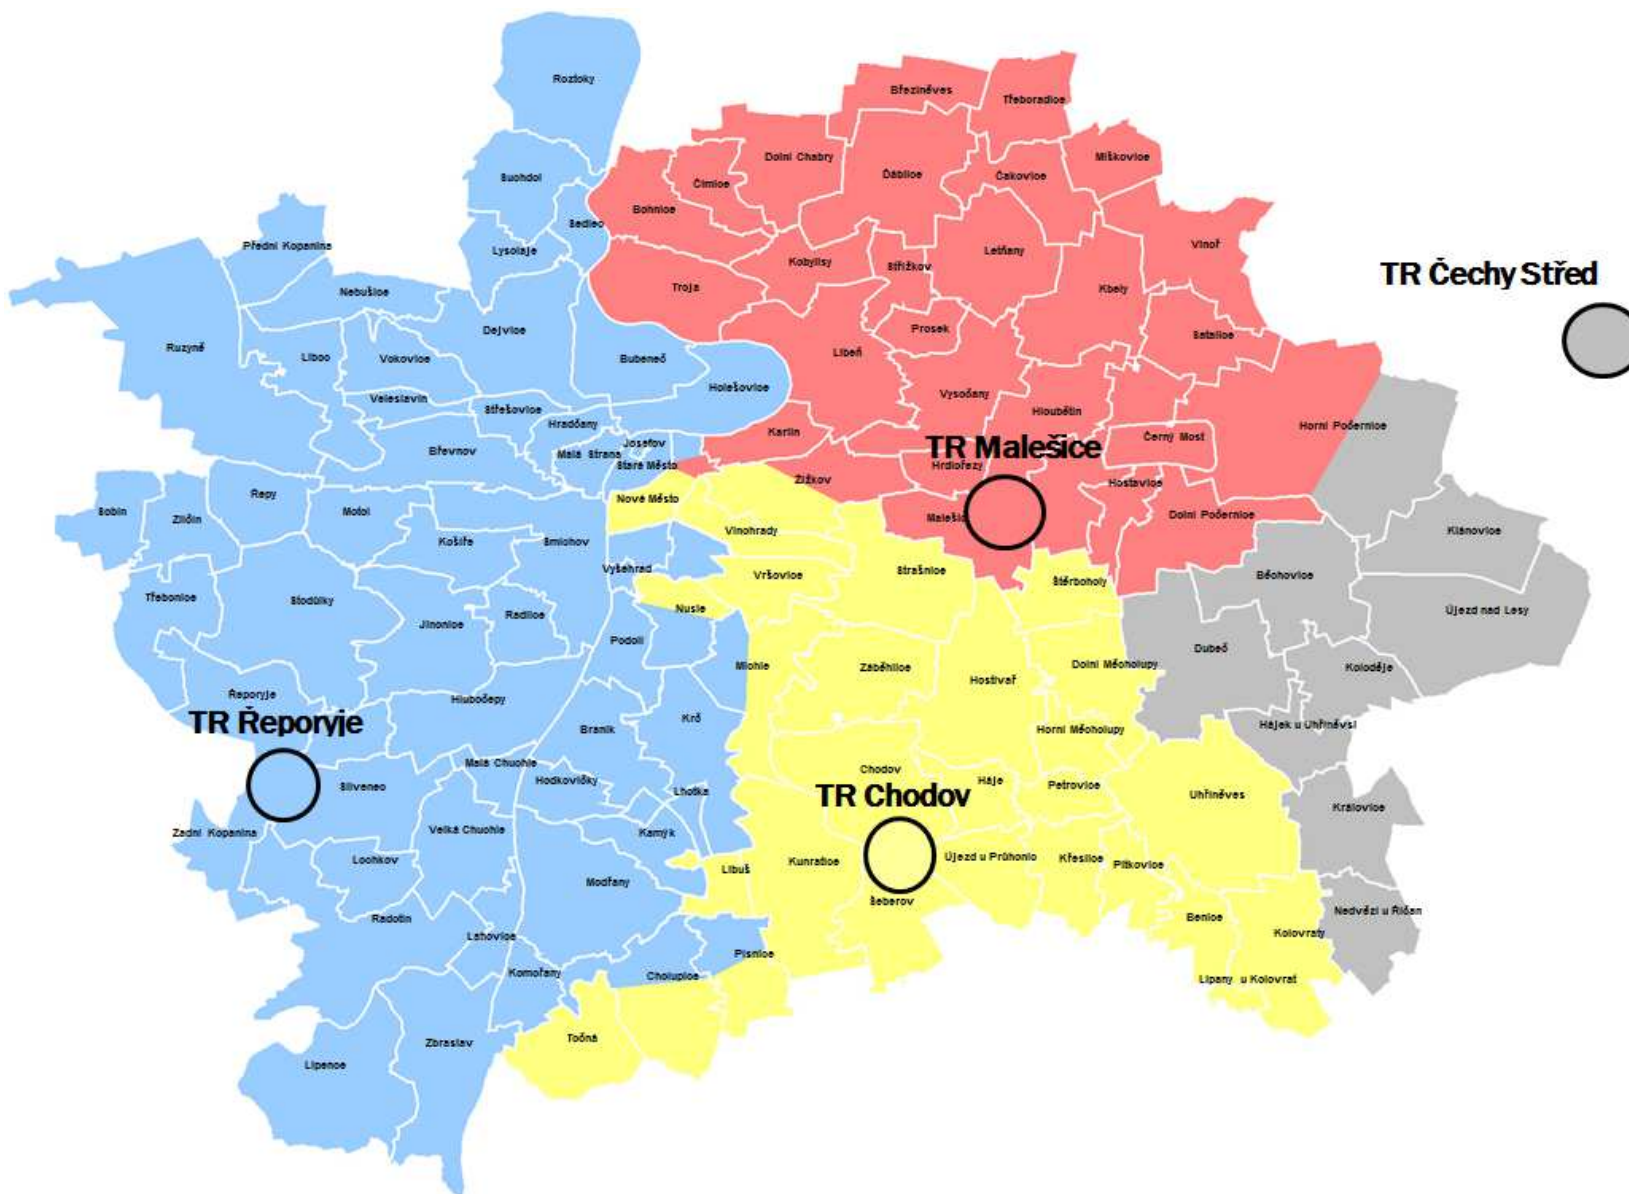 Roztoky
Březiněves
Třeboradice
Dolní Chabry
Miškovice
Suchdol
Čimice
Ďáblice
Čakovice
Bohnice
Sedlec
Přední Kopanina
Lysolaje
Letňany
Vinoř
Kobylisy
Střížkov
TR Čechy Střed
Nebušice
Troja
Kbely
Dejvice
Prosek
Satalice
Ruzyně
Liboc
Vokovice
Bubeneč
Libeň
Holešovice
Vysočany
Veleslavín
Střešovice
Hloubětín
Hradčany
Karlín
Horní Počernice
Josefov
Černý Most
Břevnov
Malá Strana
TR Malešice
Staré Město
Hrdlořezy
Žižkov
Hostavice
Řepy
Nové Město
Sobín
Zličín
Motol
Malešic
Dolní Počernice
Vinohrady
Klánovice
Košíře
Smíchov
Vyšehrad
Vršovice
Strašnice
Štěrboholy
Běchovice
Třebonice
Stodůlky
Radlice
Nusle
Újezd nad Lesy
Jinonice
Podolí
Dubeč
Michle
Záběhlice
Dolní Měcholupy
Koloděje
Hostivař
Řeporyje
Hlubočepy
TR Řeporyje
Krč
Braník
Horní Měcholupy
Hájek u Uhříněvsi
Malá Chuchle
Chodov
Slivenec
Hodkovičky
Lhotka
Háje
Petrovice
Uhříněves
TR Chodov
Královice
Zadní Kopanina
Velká Chuchle
Kamýk
Lochkov
Libuš
Kunratice
Újezd u Průhonic
Křeslice
Pitkovice
Modřany
Šeberov
Radotín
Benice
Nedvězí u Říčan
Lahovice
Kolovraty
Písnice
Komořany
Cholupice
Lipany u Kolovrat
Točná
Zbraslav
Lipence